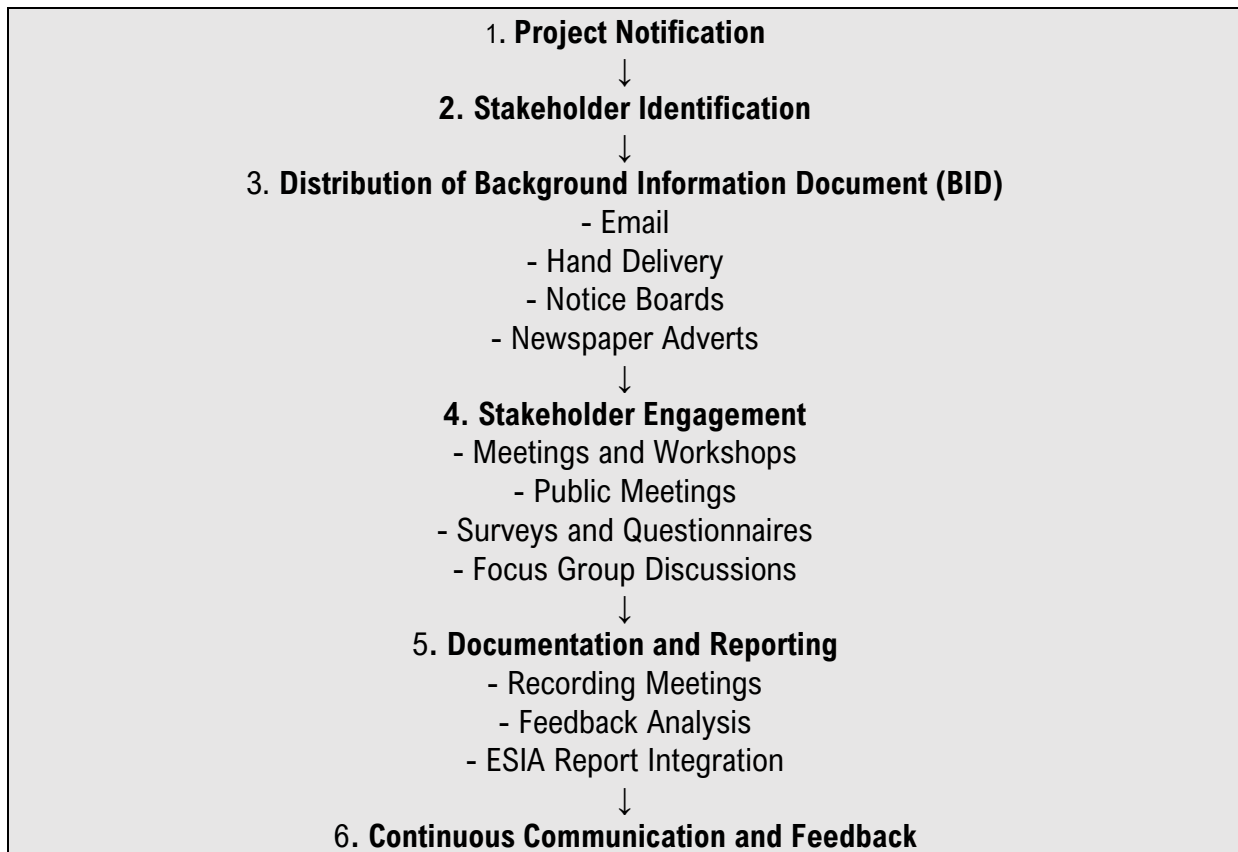 1. Project Notification
↓
2. Stakeholder Identification
↓
3. Distribution of Background Information Document (BID)
- Email
- Hand Delivery
- Notice Boards
- Newspaper Adverts
↓
4. Stakeholder Engagement
- Meetings and Workshops
- Public Meetings
- Surveys and Questionnaires
- Focus Group Discussions
↓
5. Documentation and Reporting
- Recording Meetings
- Feedback Analysis
- ESIA Report Integration
↓
6. Continuous Communication and Feedback